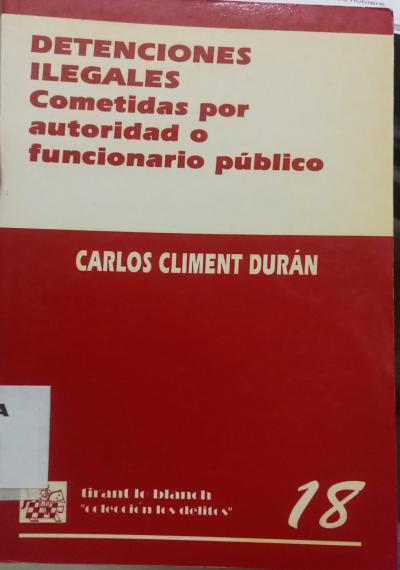 DETENCIONES
ILEGALES
Cometidas por
autoridad o
funcionario público
CARLOS CLIMENT DURÁN
A
tirant lo blanch
"colección los delitos"
18